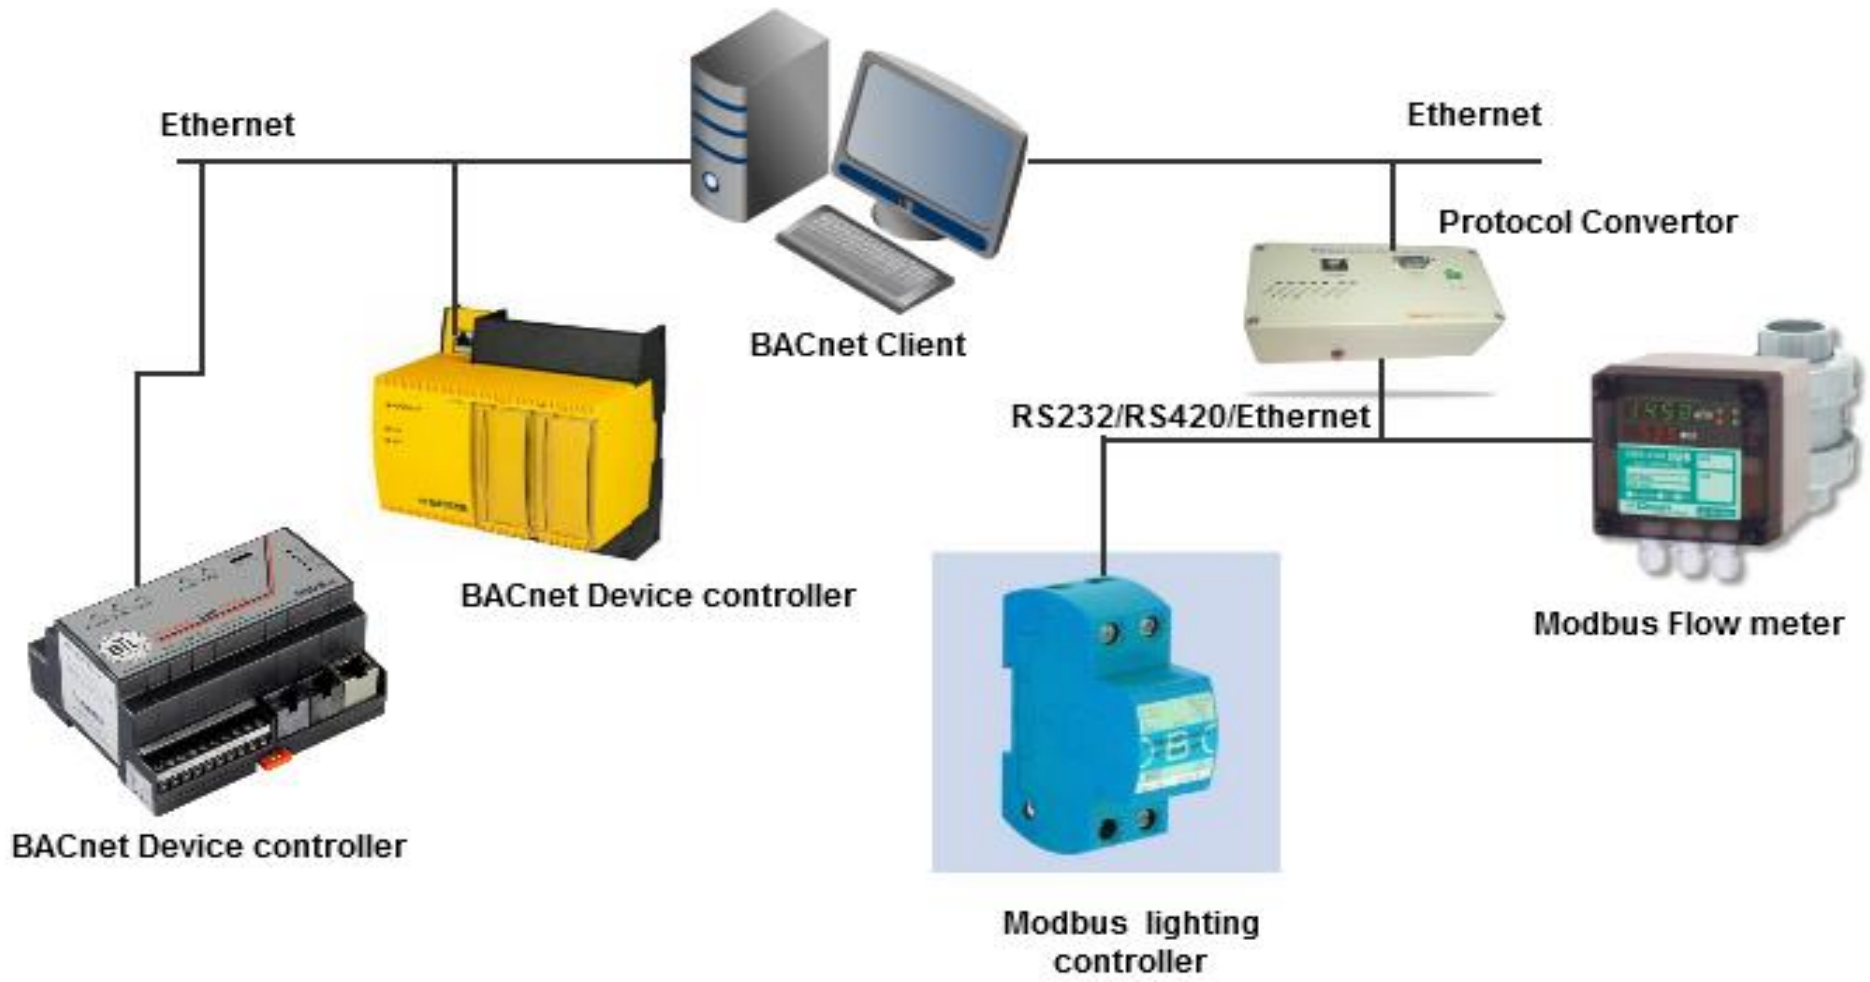 Ethernet
Ethernet
Protocol Convertor
BACnet Client
RS232/RS420/Ethernet
BACnet Device controller
Modbus Flow meter
BTL
BACnet Device controller
Modbus lighting
controller